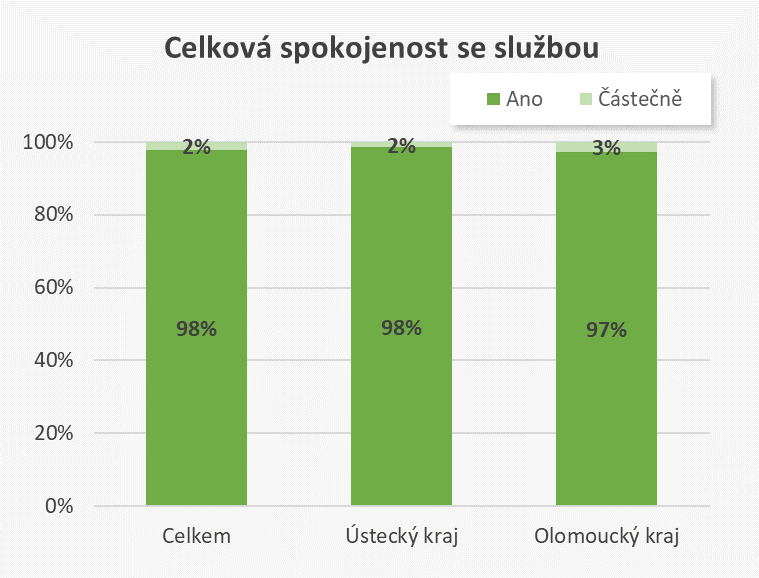 Celková spokojenost se službou
Ano Částečně
100%
80%
60%
40%
20%
0%
2% 2% 3%
98% 98% 97%
Celkem Ústecký kraj Olomoucký kraj